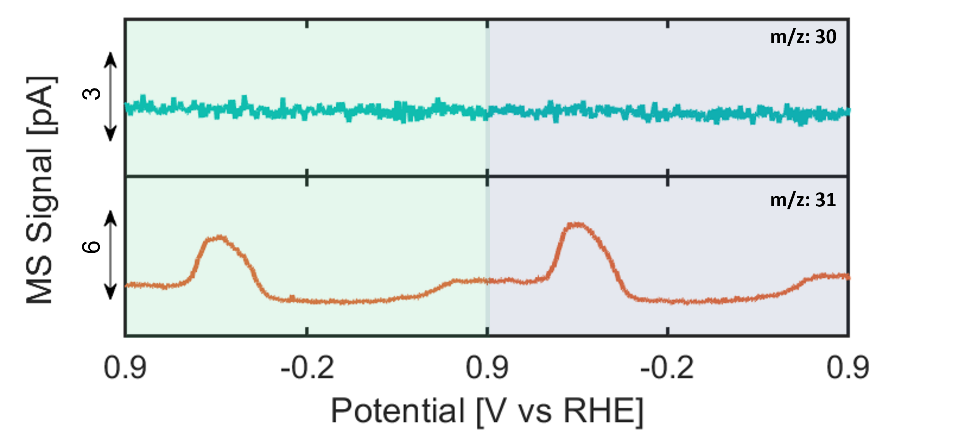 m/z: 30
3
MS Signal [pA]
m/z: 31
6
0.9 -0.2 0.9 -0.2 0.9
Potential [V vs RHE]